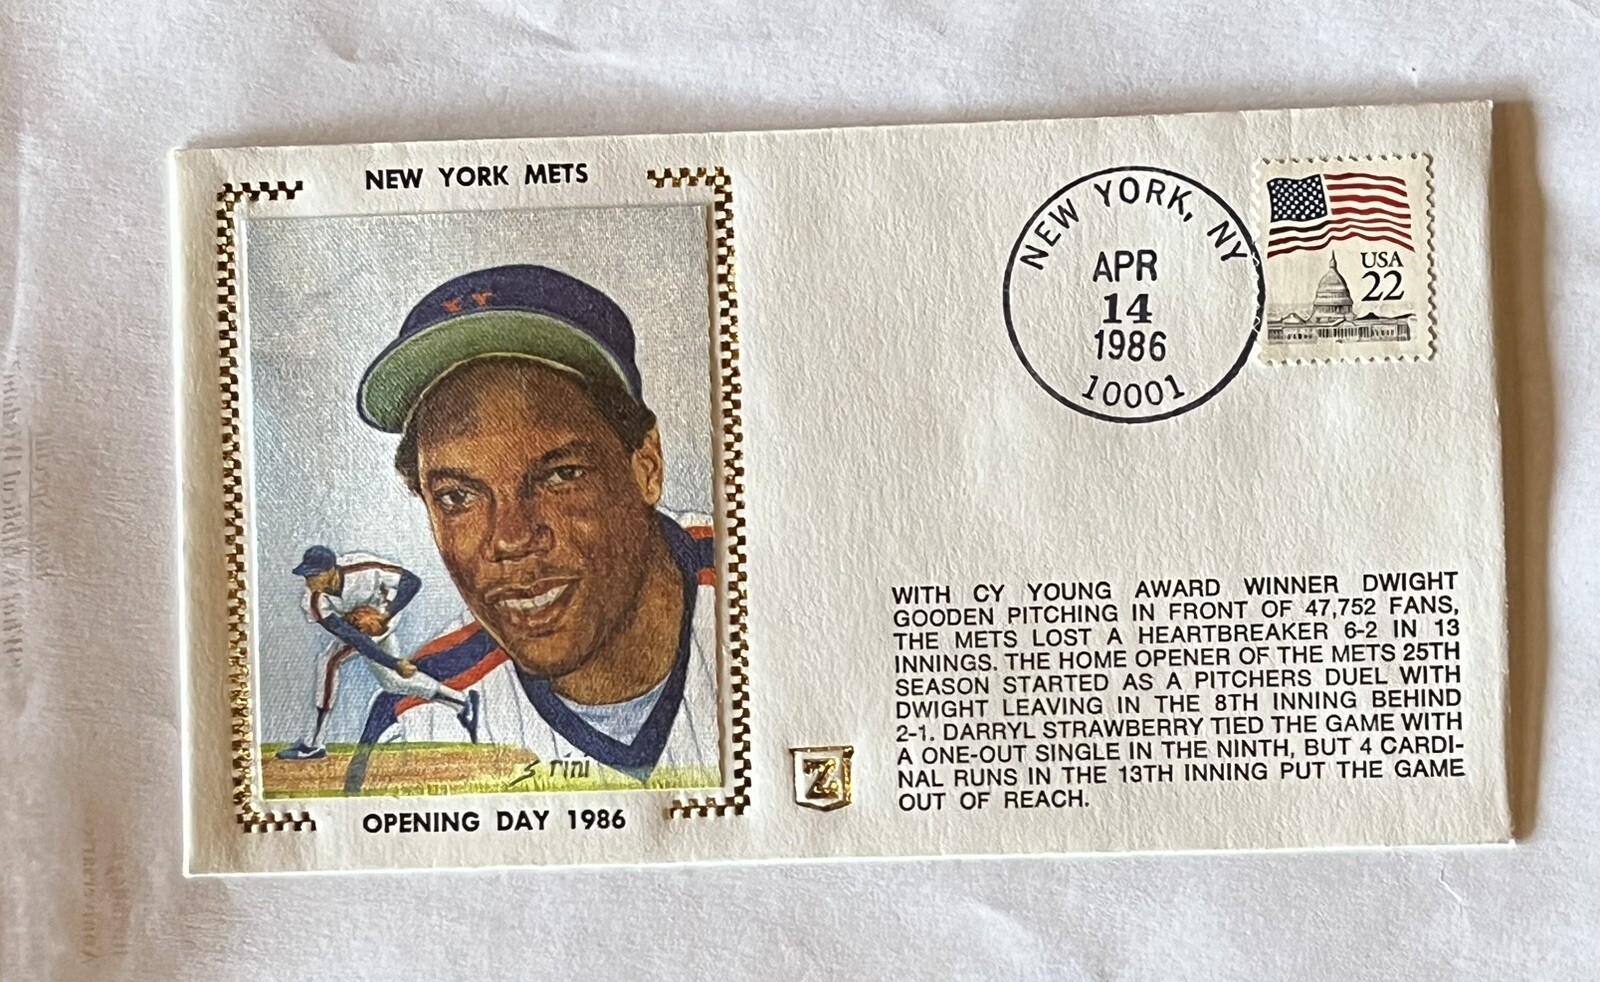 NEW YORK METS
OPENING DAY 1986
S rini
NEW YORK, NY
APR
14
1986
10001
USA
22
Z
WITH CY YOUNG AWARD WINNER DWIGHT
GOODEN PITCHING IN FRONT OF 47,752 FANS,
THE METS LOST A HEARTBREAKER 6-2 IN 13
INNINGS. THE HOME OPENER OF THE METS 25TH
SEASON STARTED AS A PITCHERS DUEL WITH
DWIGHT LEAVING IN THE 8TH INNING BEHIND
2-1. DARRYL STRAWBERRY TIED THE GAME WITH
A ONE-OUT SINGLE IN THE NINTH, BUT 4 CARDI-
NAL RUNS IN THE 13TH INNING PUT THE GAME
OUT OF REACH.